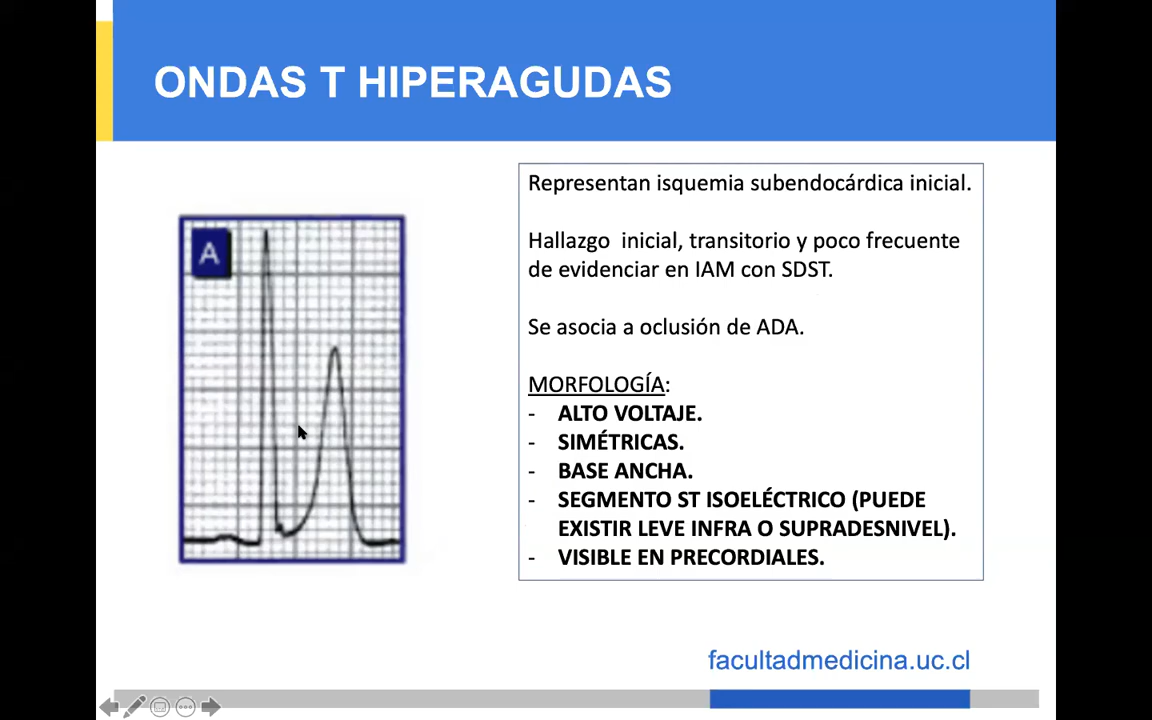 ONDAS T HIPERAGUDAS
A
Representan isquemia subendocárdica inicial.
Hallazgo inicial, transitorio y poco frecuente
de evidenciar en IAM con SDST.
Se asocia a oclusión de ADA.
MORFOLOGÍA:
- ALTO VOLTAJE.
- SIMÉTRICAS.
- BASE ANCHA.
- SEGMENTO ST ISOELÉCTRICO (PUEDE
EXISTIR LEVE INFRA O SUPRADESNIVEL).
- VISIBLE EN PRECORDIALES.
facultadmedicina.uc.cl